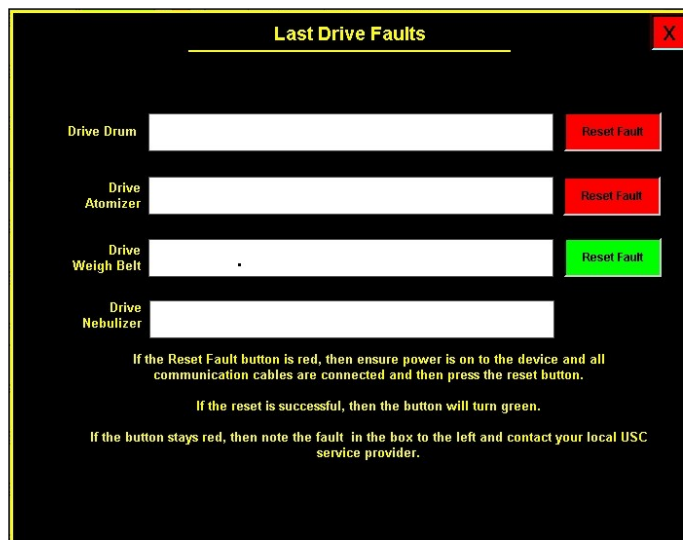 Last Drive Faults
X
Drive Drum
Reset Fault
Drive
Atomizer
Reset Fault
Drive
Weigh Belt
.
Reset Fault
Drive
Nebulizer
If the Reset Fault button is red, then ensure power is on to the device and all
communication cables are connected and then press the reset button.
If the reset is successful, then the button will turn green.
If the button stays red, then note the fault in the box to the left and contact your local USC
service provider.